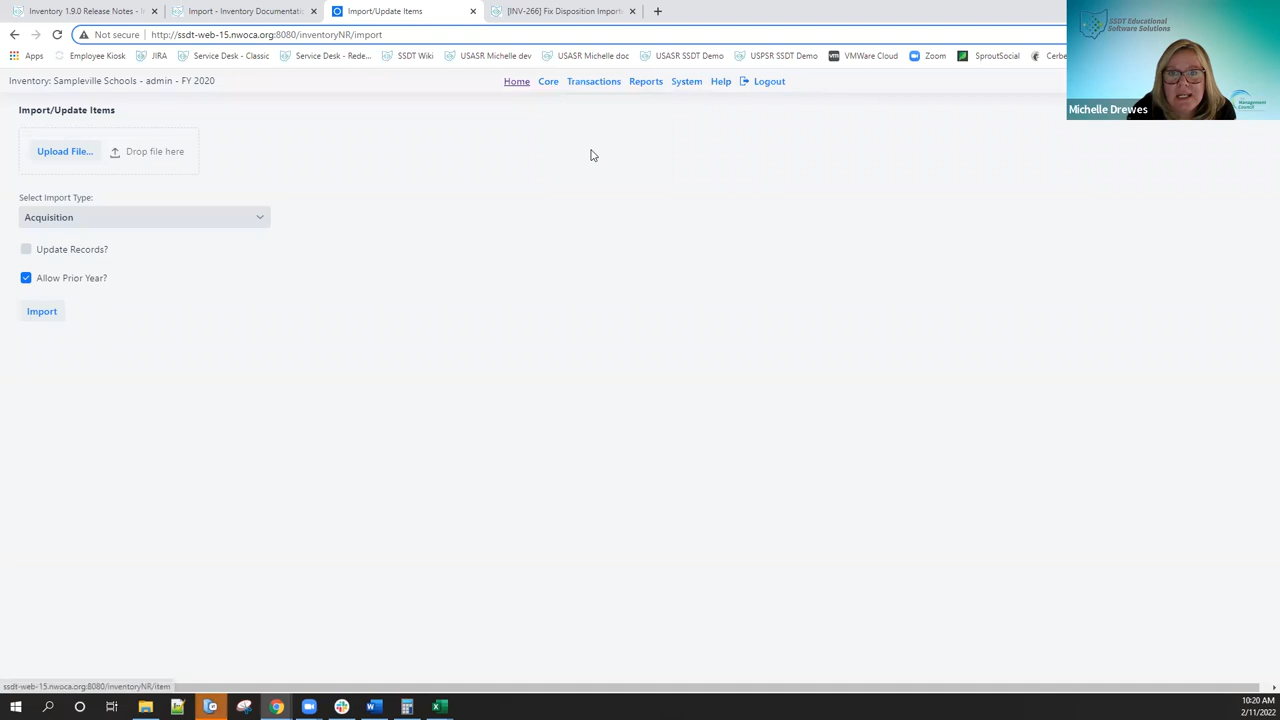 Inventory 1.9.0 Release Notes - In
Import - Inventory Documentatio
Import/Update Items
[INV-266] Fix Disposition Import
Not secure
http://ssdt-web-15.nwoca.org:8080/inventoryNR/import
Apps
Employee Kiosk
JIRA
Service Desk - Classic
Service Desk - Rede...
SSDT Wiki
USASR Michelle dev
USASR Michelle doc
USASR SSDT Demo
USPSR SSDT Demo
VMWare Cloud
Zoom
SproutSocial
Cerbe
Inventory: Sampleville Schools - admin - FY 2020
Home
Core
Transactions
Reports
System
Help
Logout
Import/Update Items
Upload File...
Drop file here
Select Import Type:
Acquisition
Update Records?
Allow Prior Year?
Import
SSDT Educational
Software Solutions
Management
Council
Michelle Drewes
ssdt-web-15.nwoca.org:8080/inventoryNR/item
10:20 AM
2/11/2022